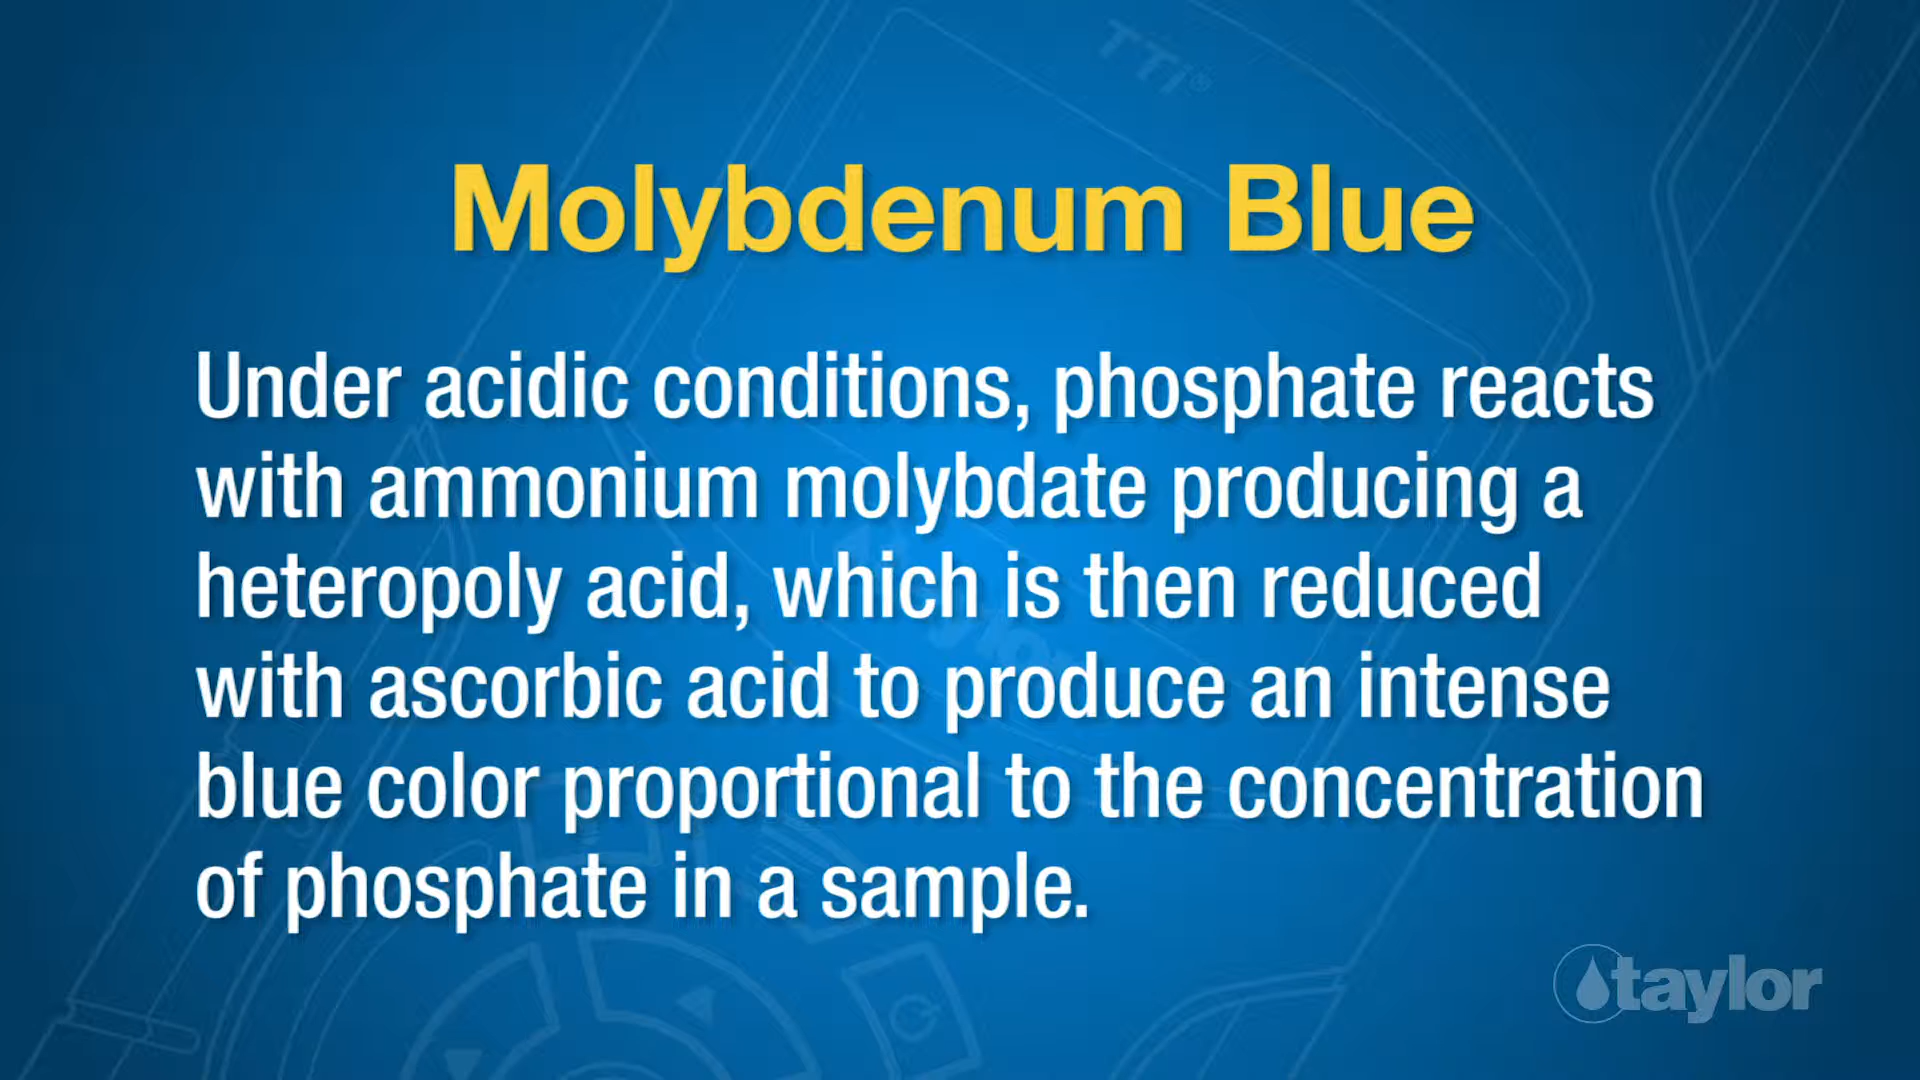 TTi®
Molybdenum Blue
Under acidic conditions, phosphate reacts
with ammonium molybdate producing a
heteropoly acid, which is then reduced
with ascorbic acid to produce an intense
blue color proportional to the concentration
of phosphate in a sample.
taylor